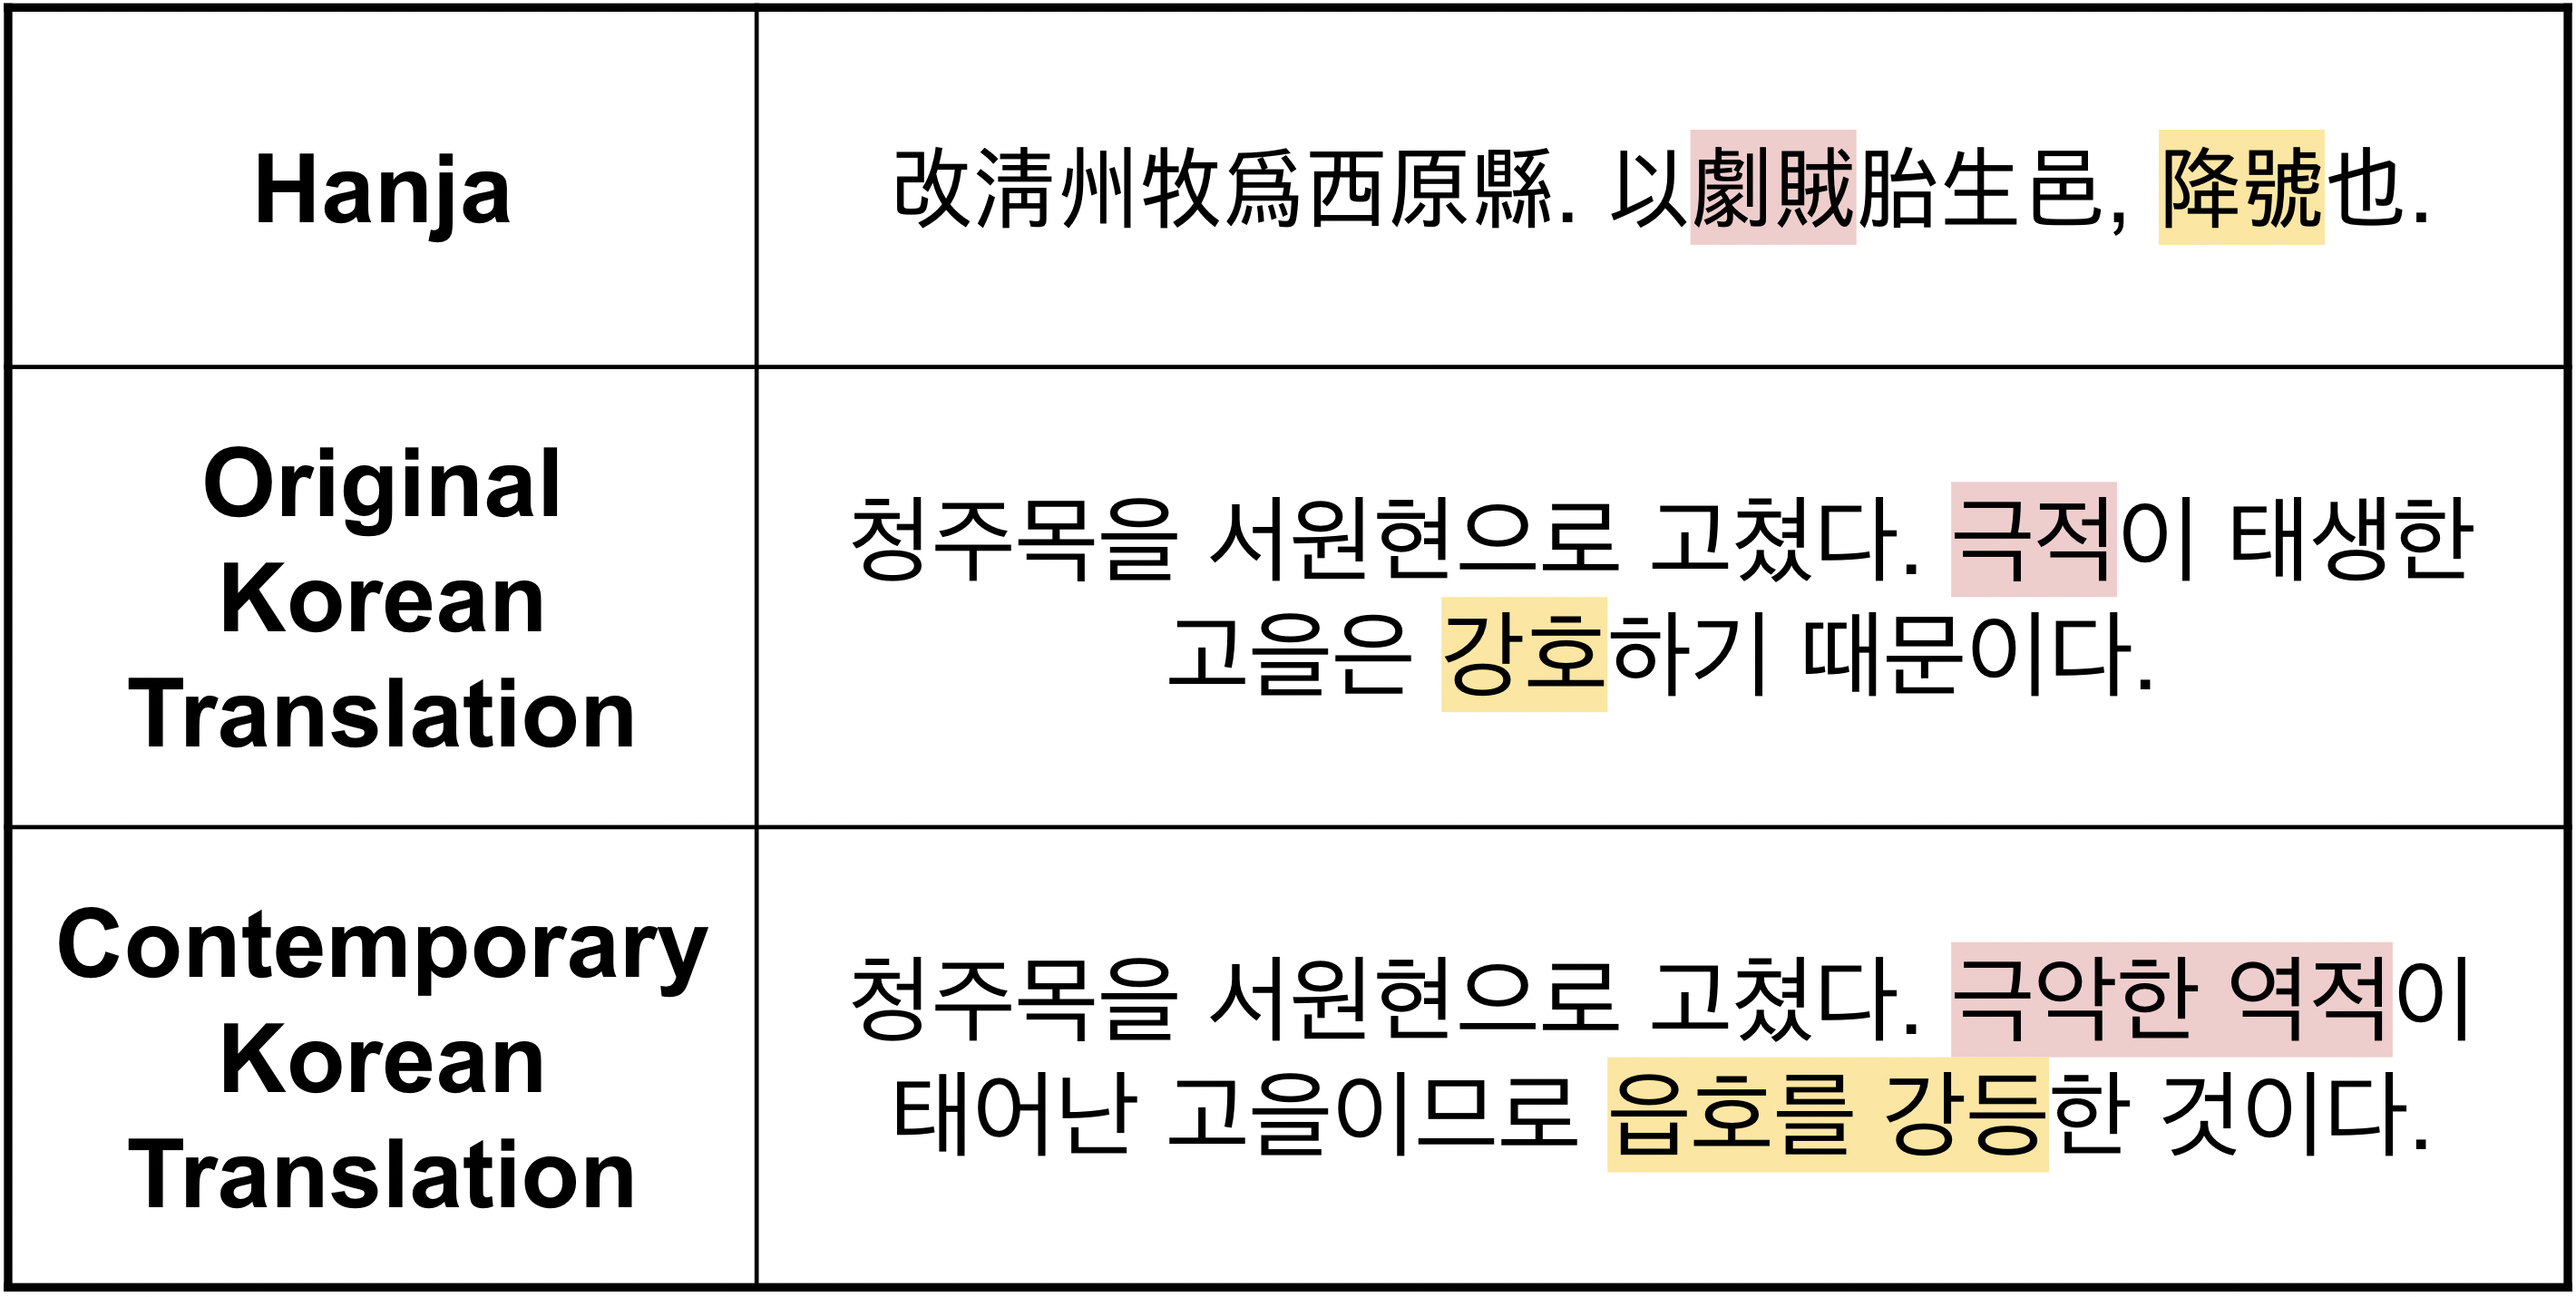 Hanja
改淸州牧爲西原縣. 以劇賊胎生邑, 降號也.
Original
Korean
Translation
청주목을 서원현으로 고쳤다. 극적이 태생한
고을은 강호하기 때문이다.
Contemporary
Korean
Translation
청주목을 서원현으로 고쳤다. 극악한 역적이
태어난 고을이므로 읍호를 강등한 것이다.